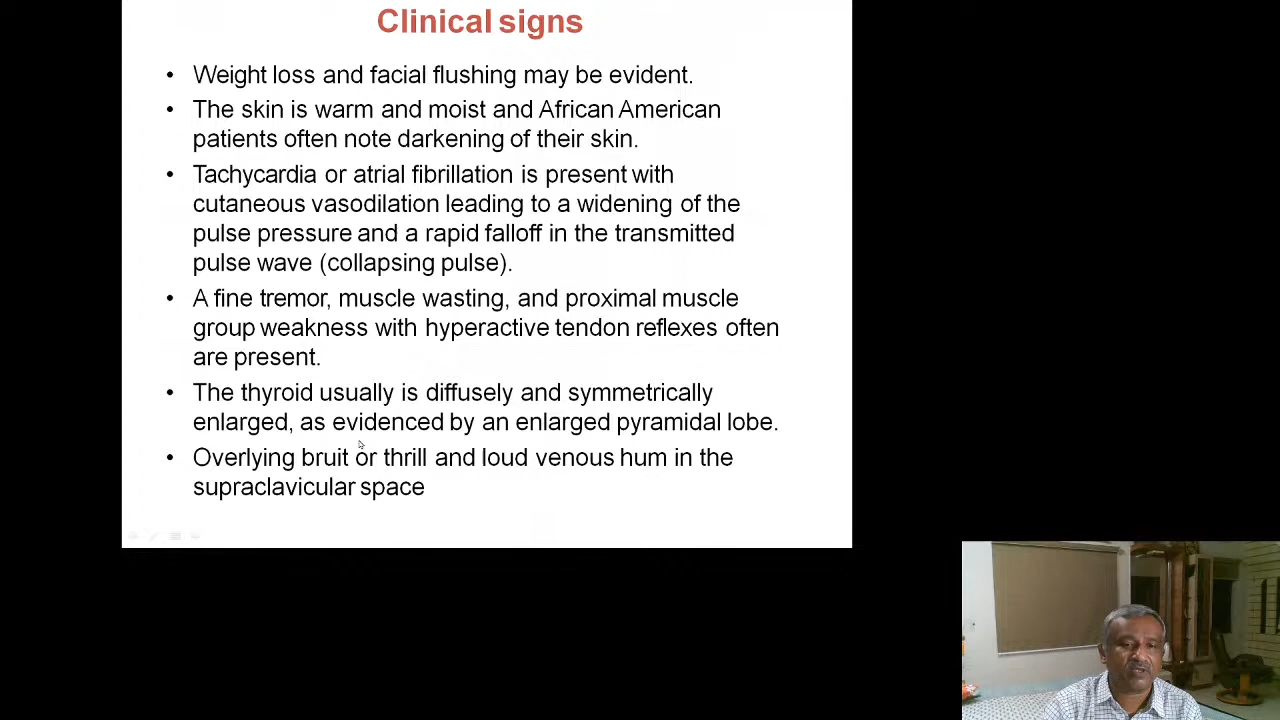 Clinical signs
• Weight loss and facial flushing may be evident.
• The skin is warm and moist and African American
patients often note darkening of their skin.
• Tachycardia or atrial fibrillation is present with
cutaneous vasodilation leading to a widening of the
pulse pressure and a rapid falloff in the transmitted
pulse wave (collapsing pulse).
• A fine tremor, muscle wasting, and proximal muscle
group weakness with hyperactive tendon reflexes often
are present.
• The thyroid usually is diffusely and symmetrically
enlarged, as evidenced by an enlarged pyramidal lobe.
• Overlying bruit or thrill and loud venous hum in the
supraclavicular space